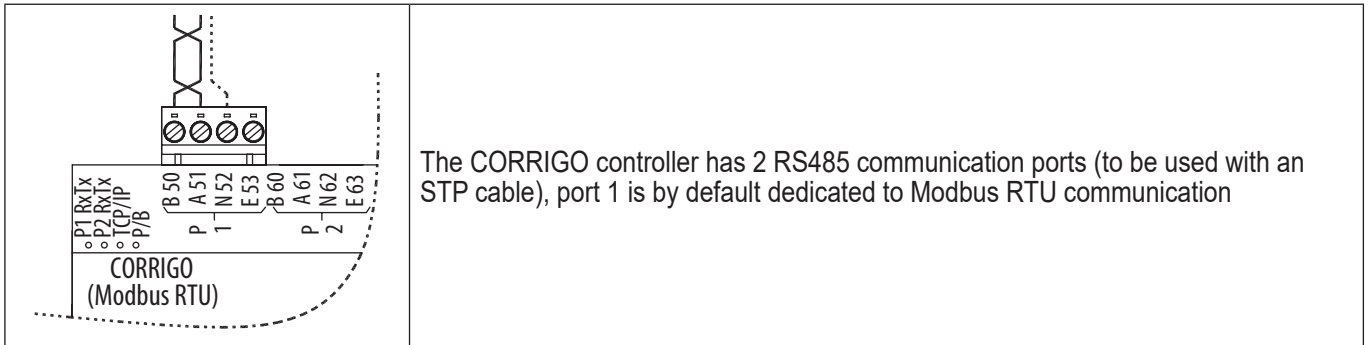 P1 RxTx
P2 RxTx
TCP/IP
P/B
B 50
A 51
N 52
E 53
B 60
A 61
N 62
E 63
P 1
P 2
CORRIGO
(Modbus RTU)
The CORRIGO controller has 2 RS485 communication ports (to be used with an
STP cable), port 1 is by default dedicated to Modbus RTU communication